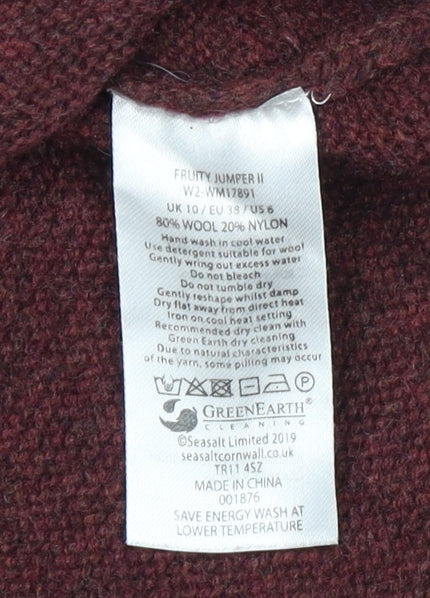 FRUITY JUMPER II
W2-WM17891
UK 10 / EU 38 / US 6
80% WOOL 20% NYLON
Hand wash in cool water
Use detergent suitable for wool
Gently wring out excess water
Do not bleach
Do not tumble dry
Gently reshape whilst damp
Dry flat away from direct heat
Iron on cool heat setting
Recommended dry clean with
Green Earth dry cleaning
Due to natural characteristics
of the yarn, some pilling may occur
P
GREENEARTH®
CLEANING
©Seasalt Limited 2019
seasaltcornwall.co.uk
TR11 4SZ
MADE IN CHINA
001876
SAVE ENERGY WASH AT
LOWER TEMPERATURE